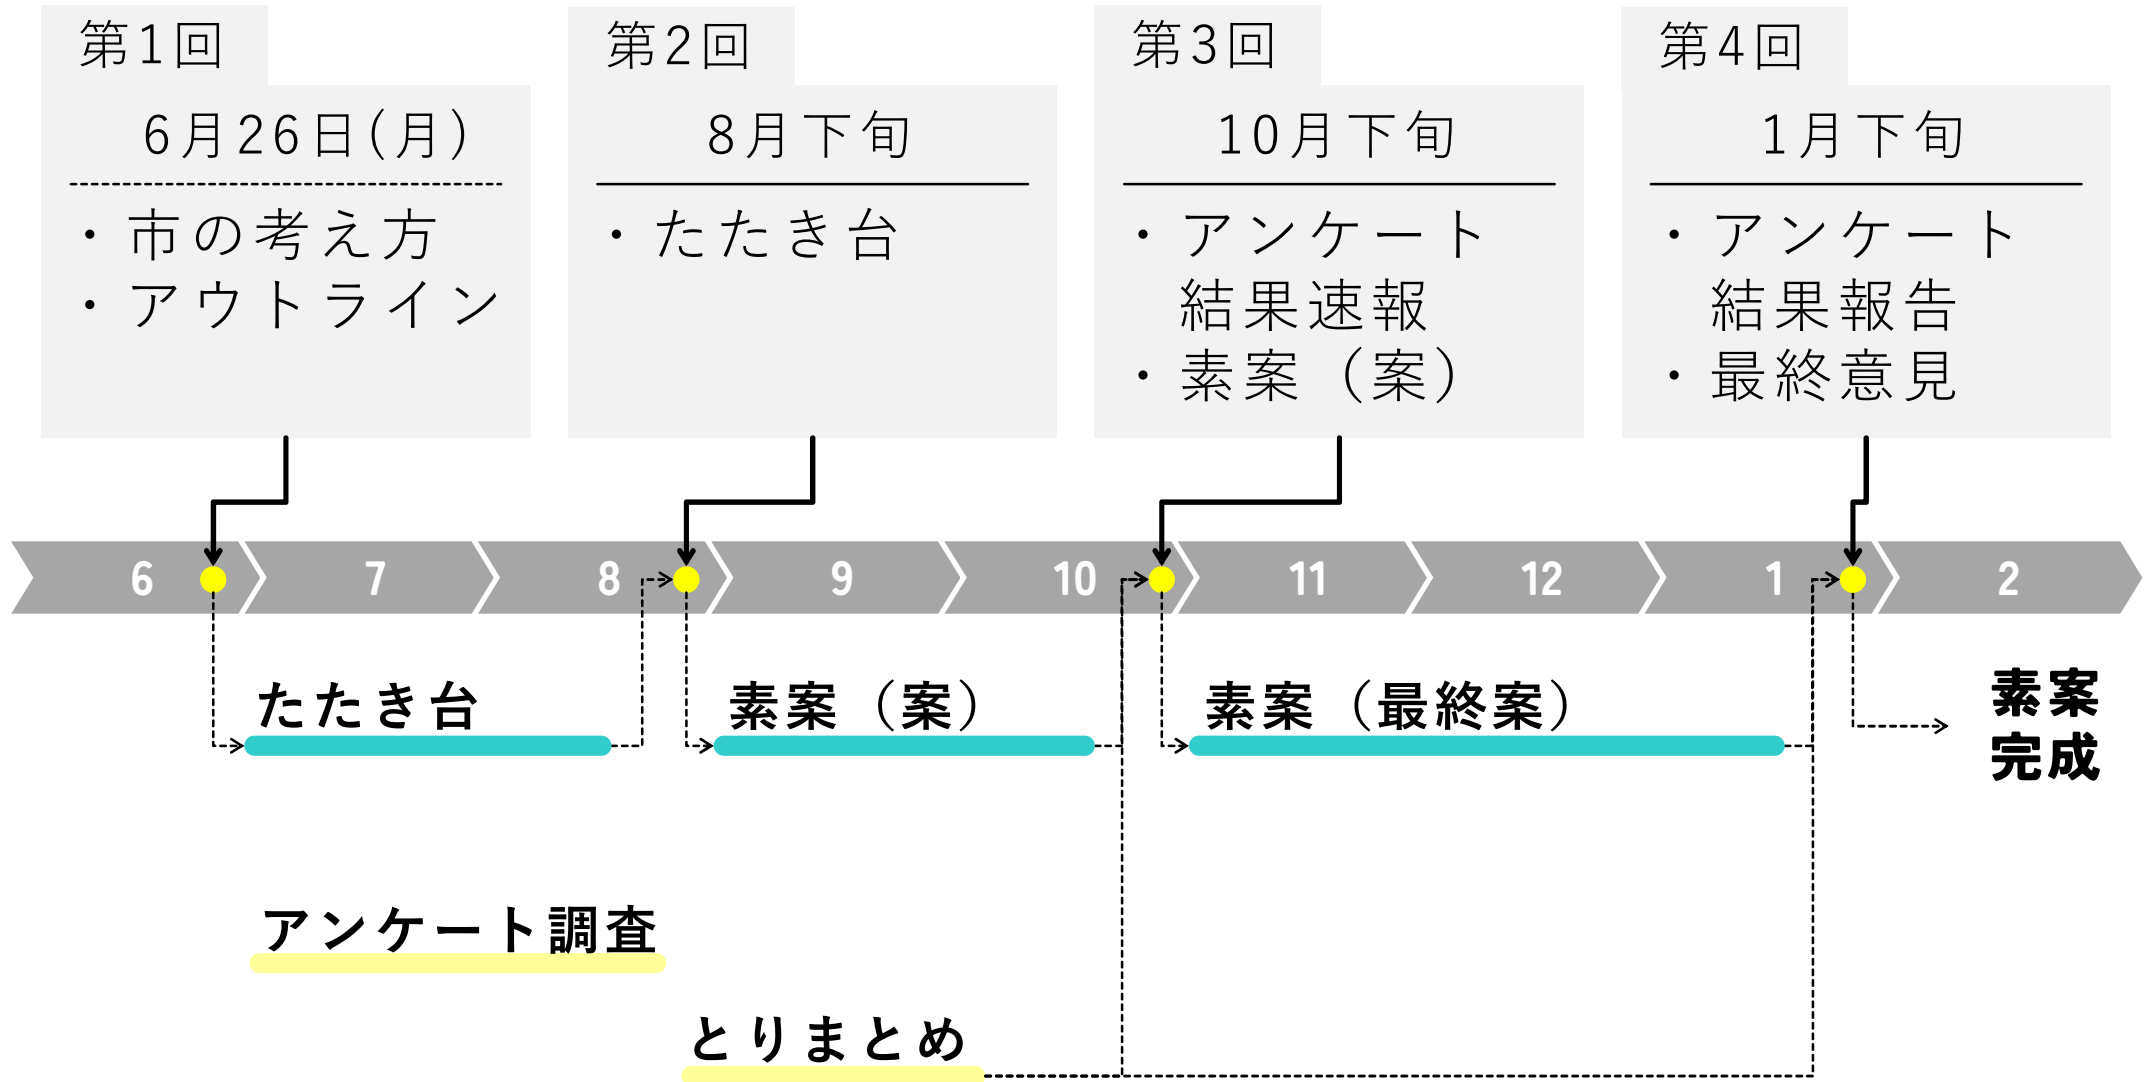 第1回
6月26日(月)
・市の考え方
・アウトライン
第2回
8月下旬
・たたき台
第3回
10月下旬
・アンケート
結果速報
・素案（案）
第4回
1月下旬
・アンケート
結果報告
・最終意見
6 7 8 9 10 11 12 1 2
たたき台
素案（案）
素案（最終案）
素案
完成
アンケート調査
とりまとめ